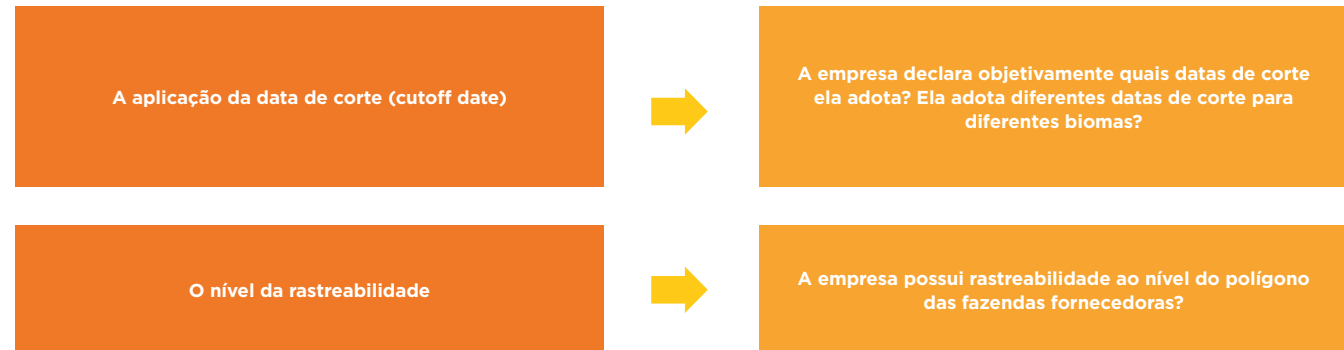 A aplicação da data de corte (cutoff date)
A empresa declara objetivamente quais datas de corte
ela adota? Ela adota diferentes datas de corte para
diferentes biomas?
O nível da rastreabilidade
A empresa possui rastreabilidade ao nível do polígono
das fazendas fornecedoras?